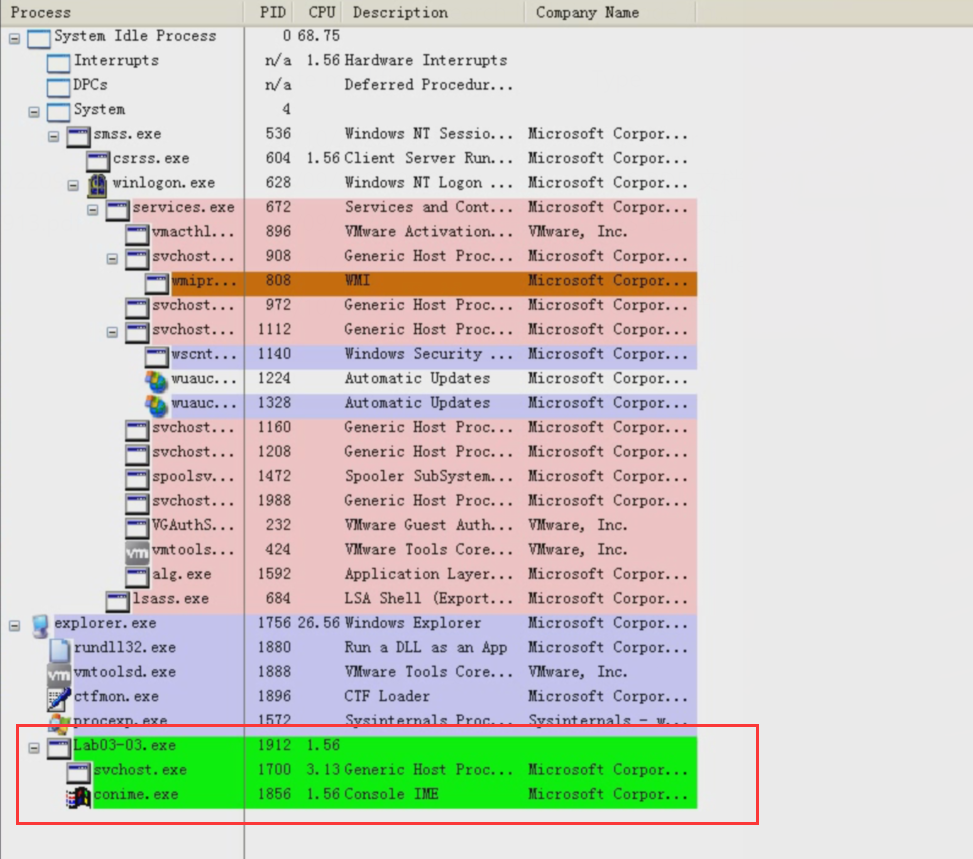 Process PID CPU Description Company Name
System Idle Process 0 68.75
Interrupts n/a 1.56 Hardware Interrupts
DPCs n/a Deferred Procedur...
System 4
smss.exe 536 Windows NT Sessio... Microsoft Corpor...
csrss.exe 604 1.56 Client Server Run... Microsoft Corpor...
winlogon.exe 628 Windows NT Logon ... Microsoft Corpor...
services.exe 672 Services and Cont... Microsoft Corpor...
vmacthl... 896 VMware Activation... VMware, Inc.
svchost... 908 Generic Host Proc... Microsoft Corpor...
wmipr... 808 WMI Microsoft Corpor...
svchost... 972 Generic Host Proc... Microsoft Corpor...
svchost... 1112 Generic Host Proc... Microsoft Corpor...
wscnt... 1140 Windows Security ... Microsoft Corpor...
wuauc... 1224 Automatic Updates Microsoft Corpor...
wuauc... 1328 Automatic Updates Microsoft Corpor...
svchost... 1160 Generic Host Proc... Microsoft Corpor...
svchost... 1208 Generic Host Proc... Microsoft Corpor...
spoolsv... 1472 Spooler SubSystem... Microsoft Corpor...
svchost... 1988 Generic Host Proc... Microsoft Corpor...
VGAuthS... 232 VMware Guest Auth... VMware, Inc.
vm vmtools... 424 VMware Tools Core... VMware, Inc.
alg.exe 1592 Application Layer... Microsoft Corpor...
lsass.exe 684 LSA Shell (Export... Microsoft Corpor...
explorer.exe 1756 26.56 Windows Explorer Microsoft Corpor...
rundll32.exe 1880 Run a DLL as an App Microsoft Corpor...
vm vmtoolsd.exe 1888 VMware Tools Core... VMware, Inc.
ctfmon.exe 1896 CTF Loader Microsoft Corpor...
procexp.exe 1572 Sysinternals Proc... Sysinternals - w...
Lab03-03.exe 1912 1.56
svchost.exe 1700 3.13 Generic Host Proc... Microsoft Corpor...
conime.exe 1856 1.56 Console IME Microsoft Corpor...